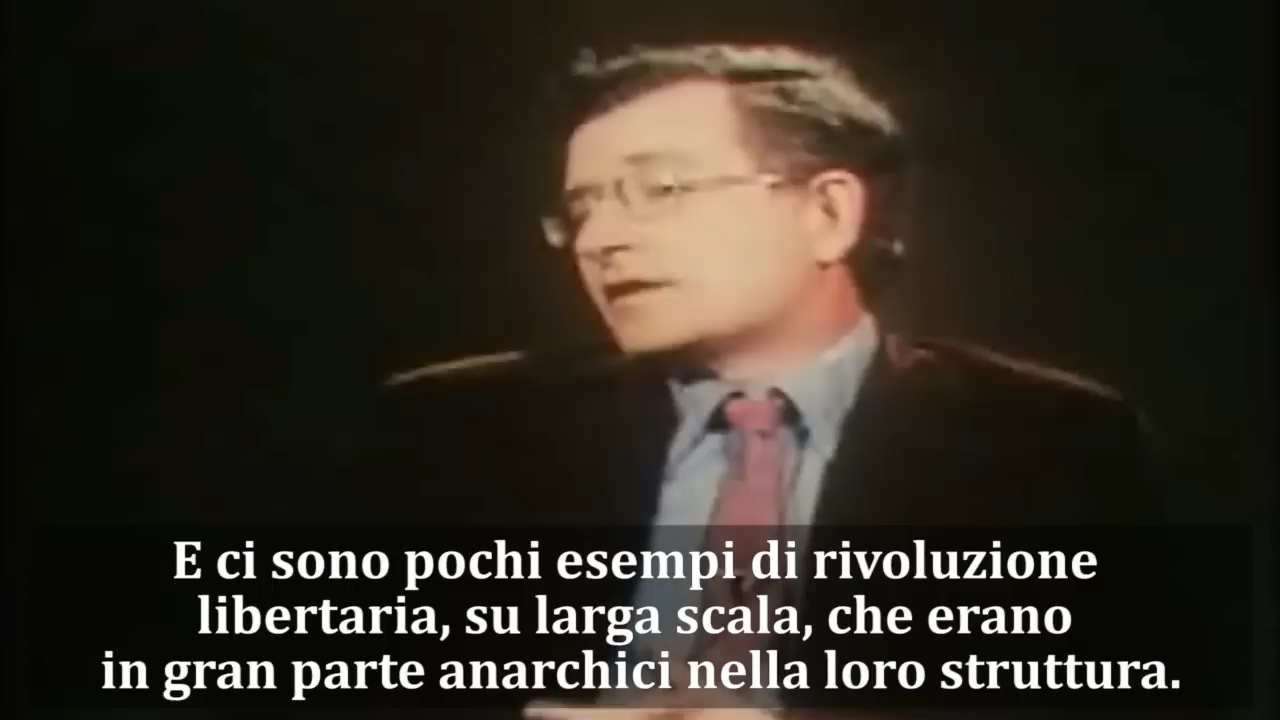 E ci sono pochi esempi di rivoluzione
libertaria, su larga scala, che erano
in gran parte anarchici nella loro struttura.